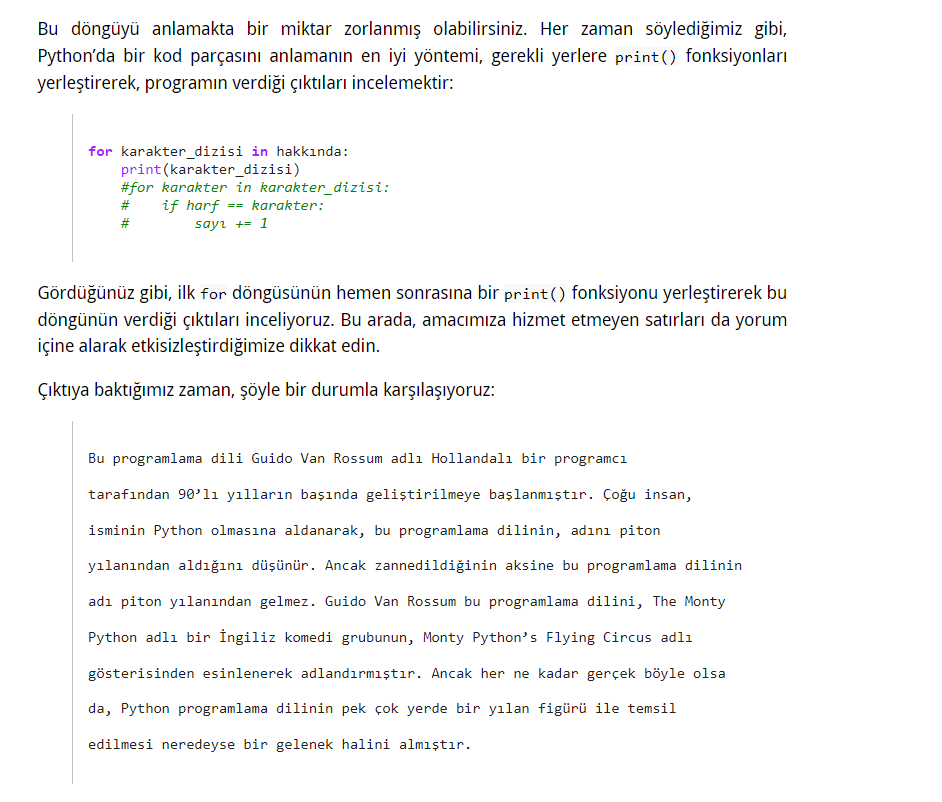 Bu döngüyü anlamakta bir miktar zorlanmış olabilirsiniz. Her zaman söylediğimiz gibi,
Python’da bir kod parçasını anlamanın en iyi yöntemi, gerekli yerlere print() fonksiyonları
yerleştirerek, programın verdiği çıktıları incelemektir:
for karakter_dizisi in hakkında:
    print(karakter_dizisi)
    #for karakter in karakter_dizisi:
    #    if harf == karakter:
    #        sayı += 1
Gördüğünüz gibi, ilk for döngüsünün hemen sonrasına bir print() fonksiyonu yerleştirerek bu
döngünün verdiği çıktıları inceliyoruz. Bu arada, amacımıza hizmet etmeyen satırları da yorum
içine alarak etkisizleştirdiğimize dikkat edin.
Çıktıya baktığımız zaman, şöyle bir durumla karşılaşıyoruz:
Bu programlama dili Guido Van Rossum adlı Hollandalı bir programcı
tarafından 90’lı yılların başında geliştirilmeye başlanmıştır. Çoğu insan,
isminin Python olmasına aldanarak, bu programlama dilinin, adını piton
yılanından aldığını düşünür. Ancak zannedildiğinin aksine bu programlama dilinin
adı piton yılanından gelmez. Guido Van Rossum bu programlama dilini, The Monty
Python adlı bir İngiliz komedi grubunun, Monty Python’s Flying Circus adlı
gösterisinden esinlenerek adlandırmıştır. Ancak her ne kadar gerçek böyle olsa
da, Python programlama dilinin pek çok yerde bir yılan figürü ile temsil
edilmesi neredeyse bir gelenek halini almıştır.